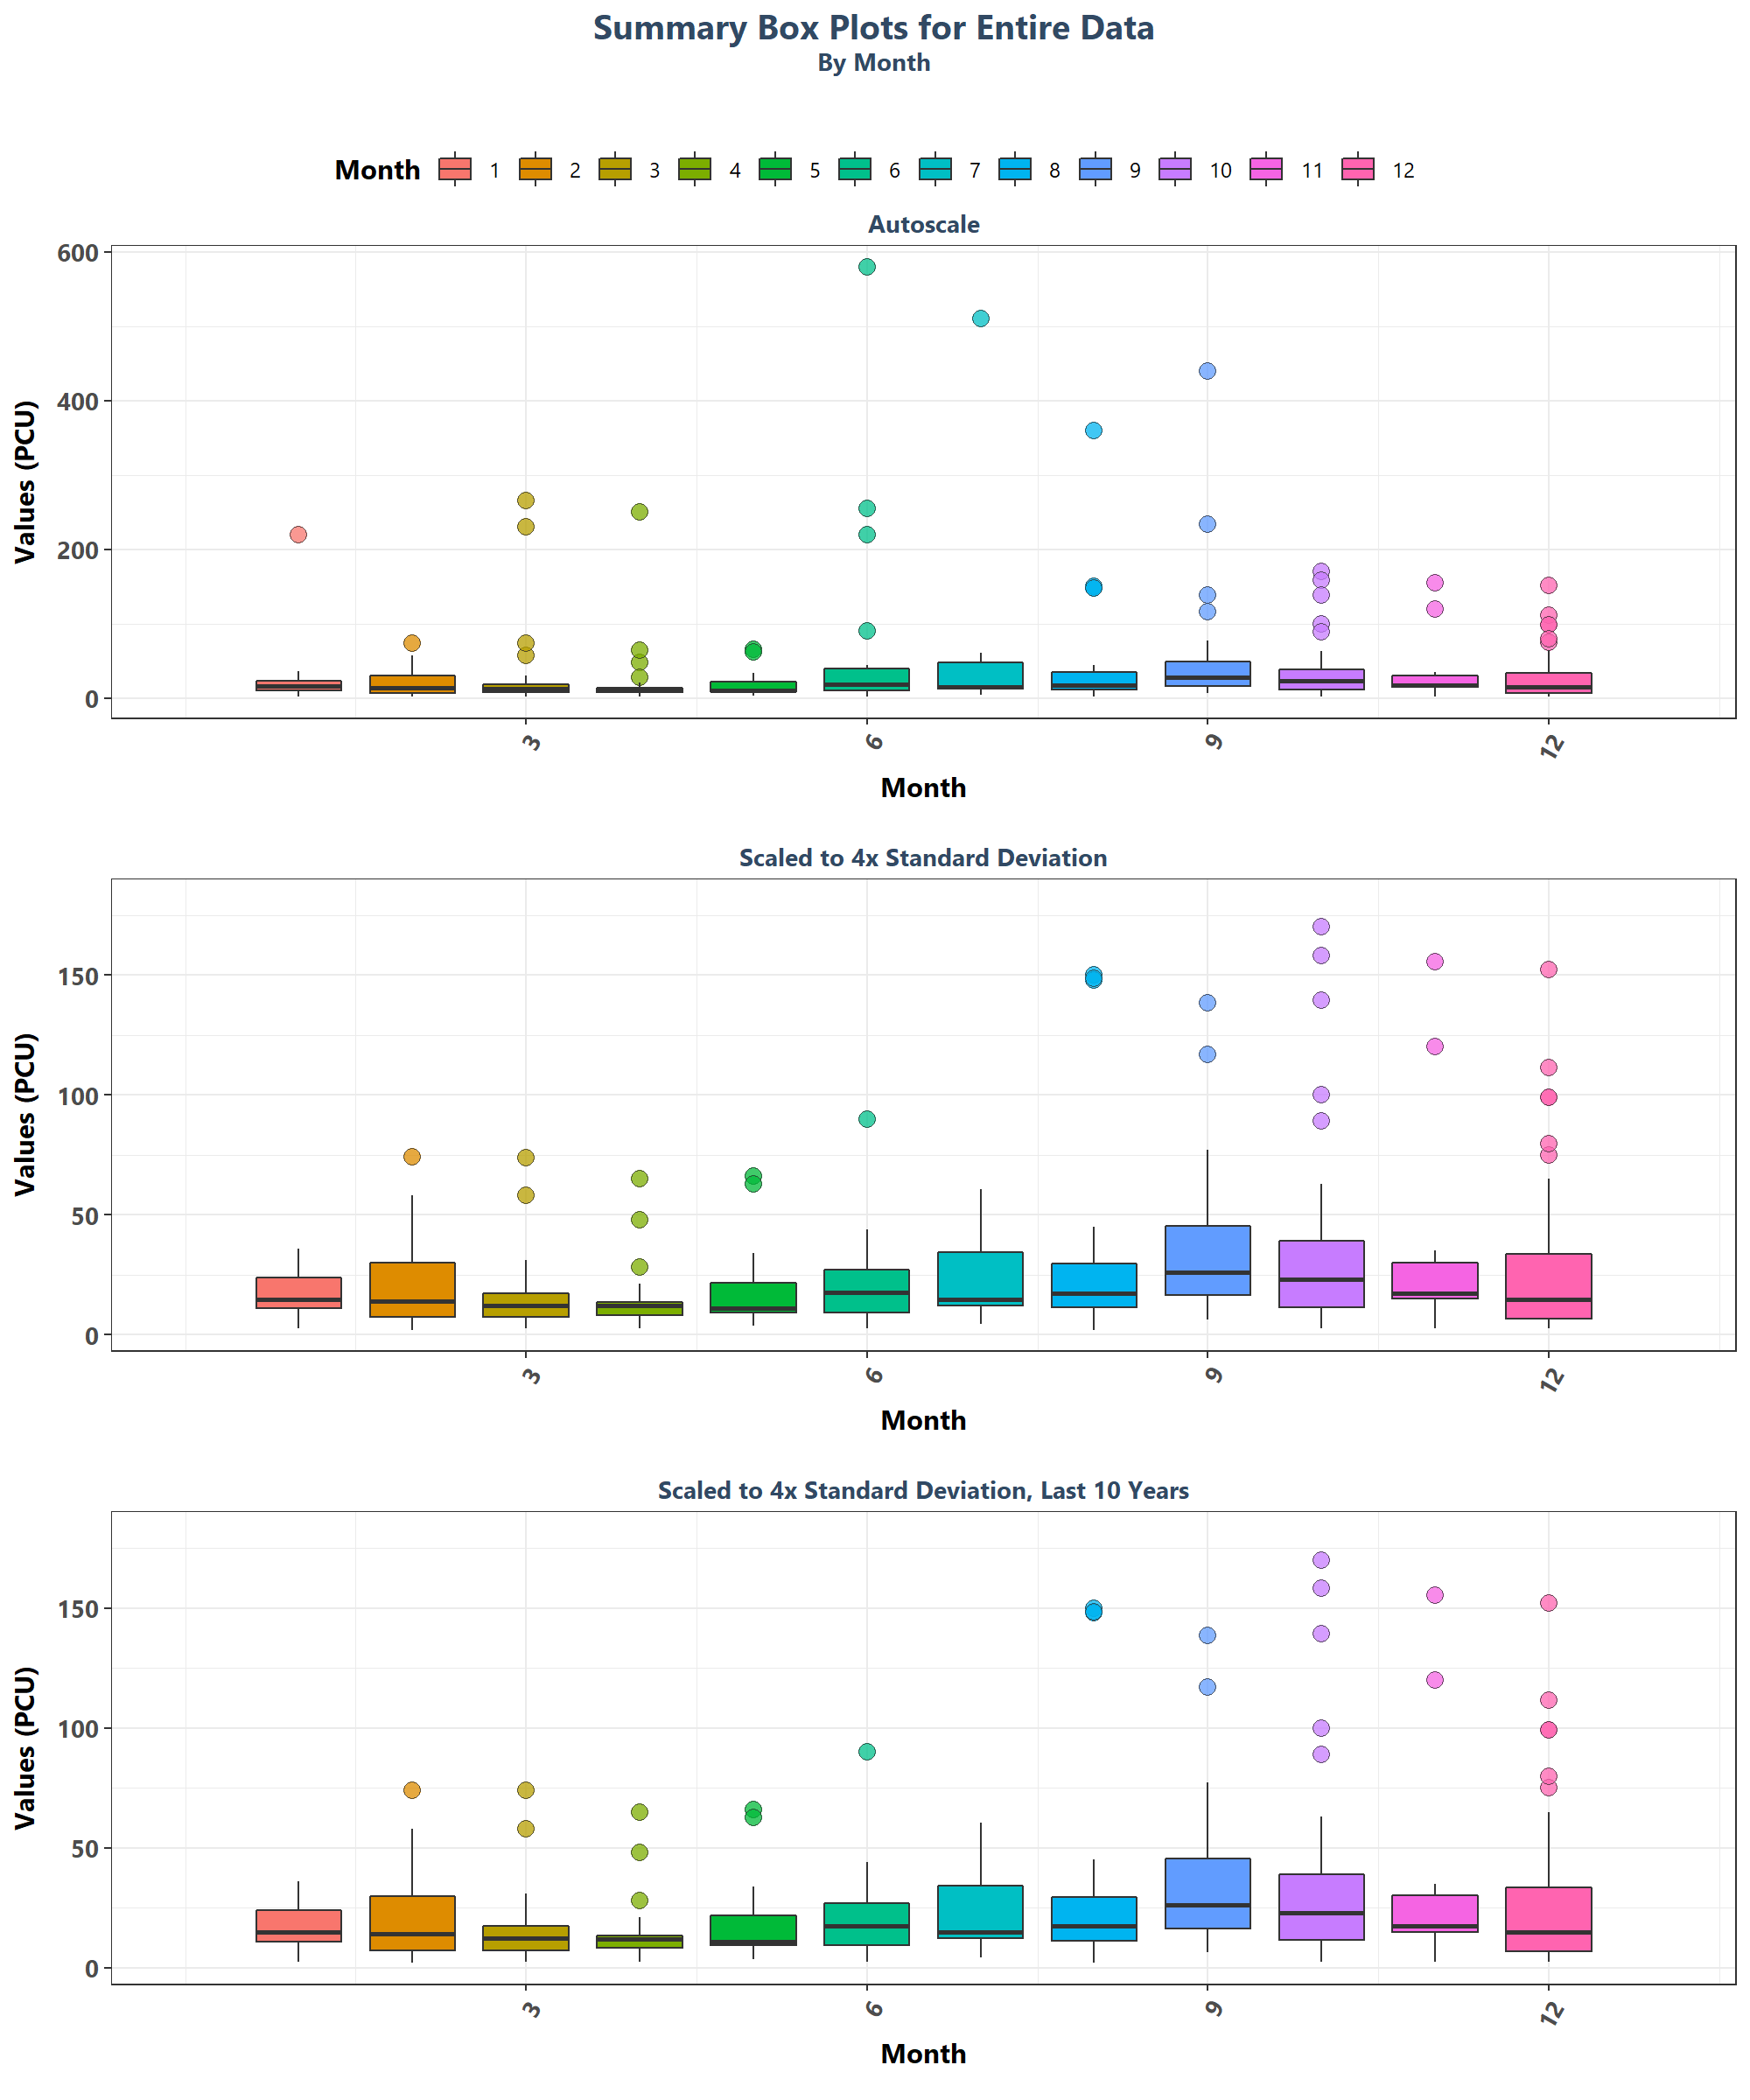 Summary Box Plots for Entire Data
By Month
Month 1 2 3 4 5 6 7 8 9 10 11 12
Autoscale
Values (PCU)
600
400
200
0
3 6 9 12
Month
Scaled to 4x Standard Deviation
Values (PCU)
150
100
50
0
3 6 9 12
Month
Scaled to 4x Standard Deviation, Last 10 Years
Values (PCU)
150
100
50
0
3 6 9 12
Month